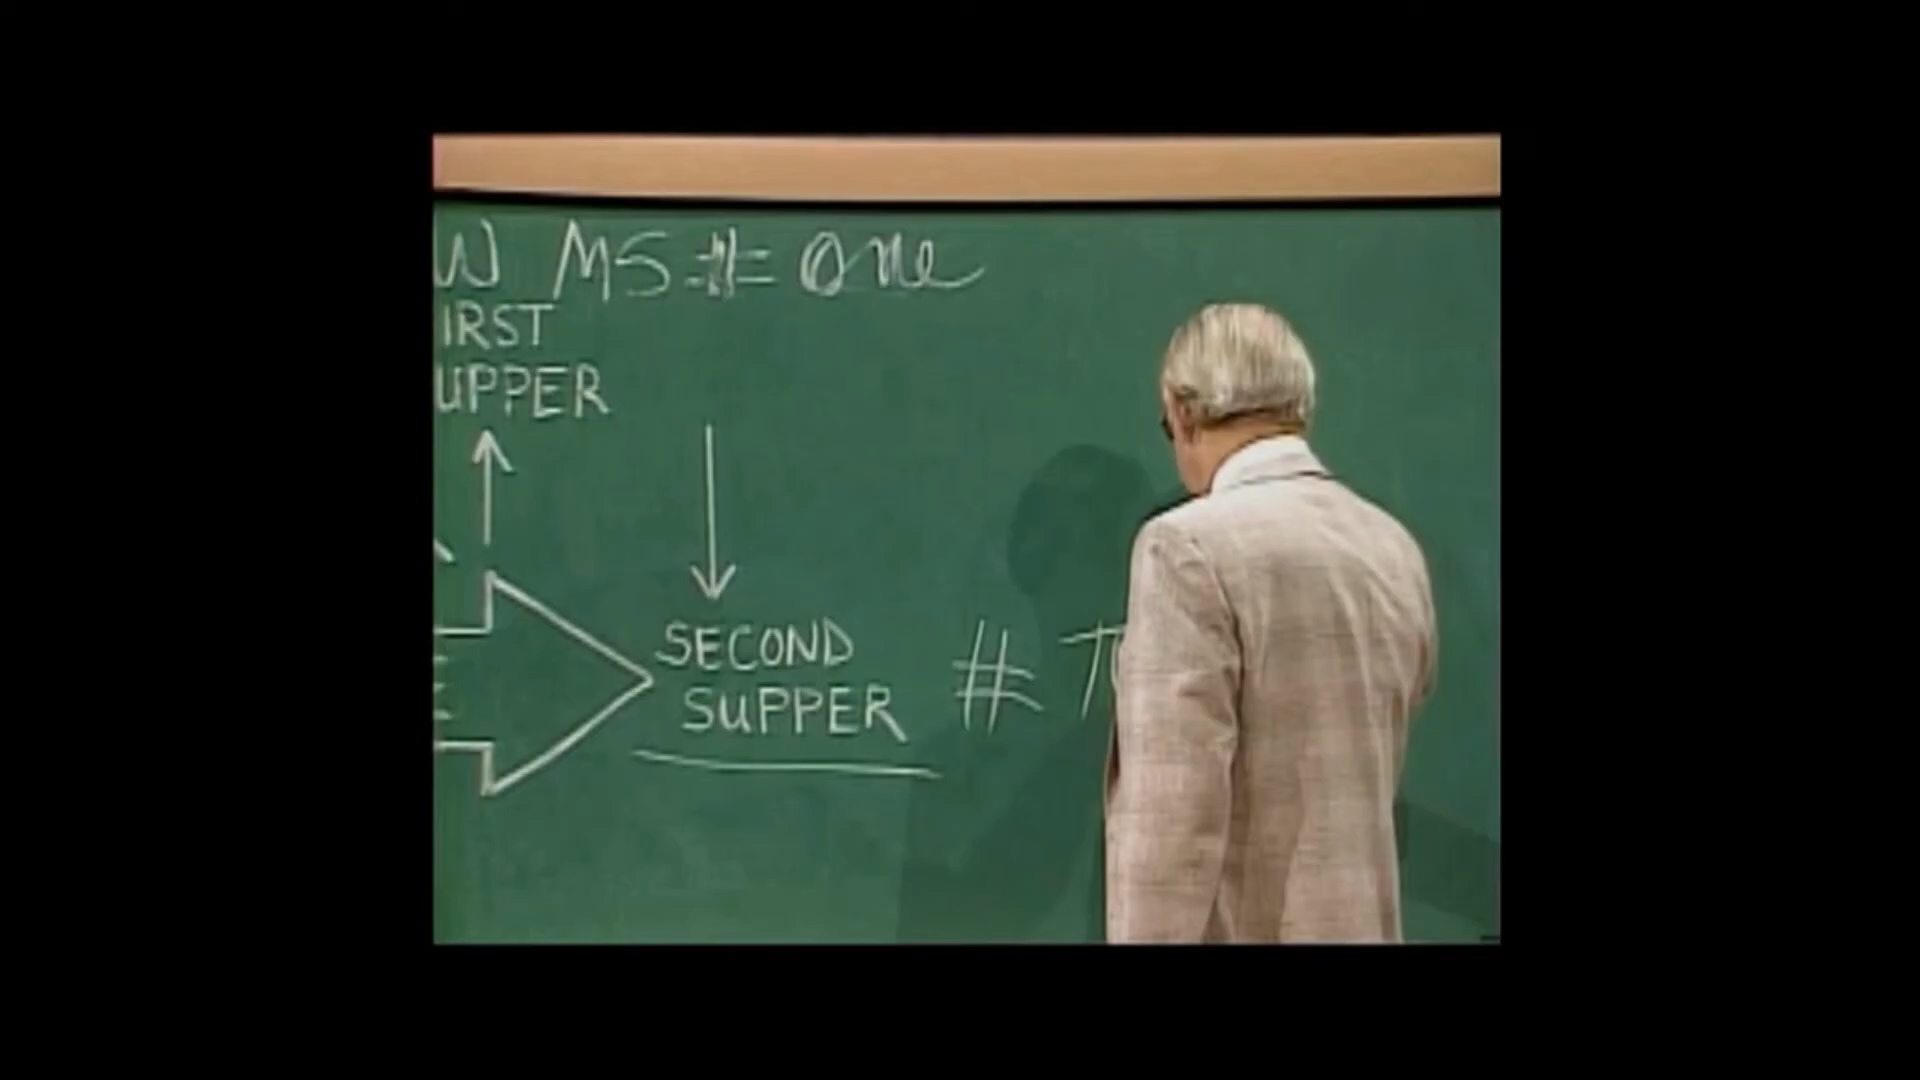 W MS # One
IRST
UPPER
SECOND
SUPPER
# T